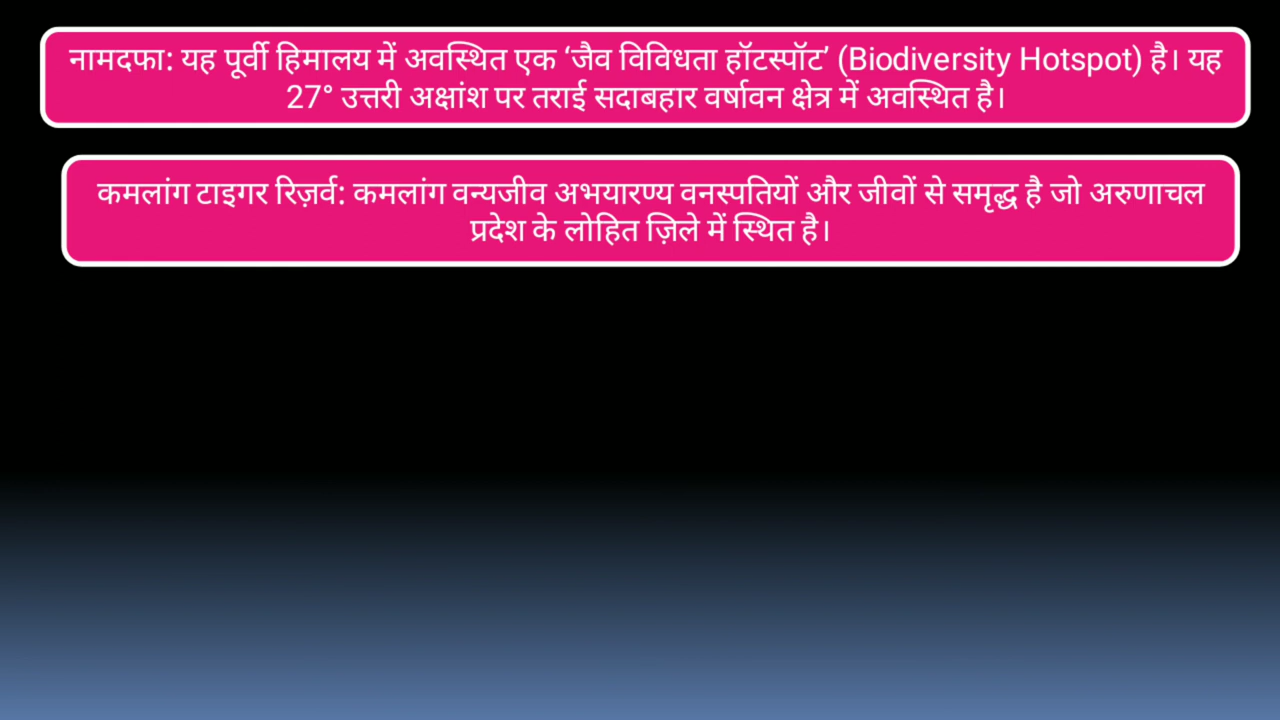 नामदफा: यह पूर्वी हिमालय में अवस्थित एक ‘जैव विविधता हॉटस्पॉट’ (Biodiversity Hotspot) है। यह
27° उत्तरी अक्षांश पर तराई सदाबहार वर्षावन क्षेत्र में अवस्थित है।
कमलांग टाइगर रिज़र्व: कमलांग वन्यजीव अभयारण्य वनस्पतियों और जीवों से समृद्ध है जो अरुणाचल
प्रदेश के लोहित ज़िले में स्थित है।